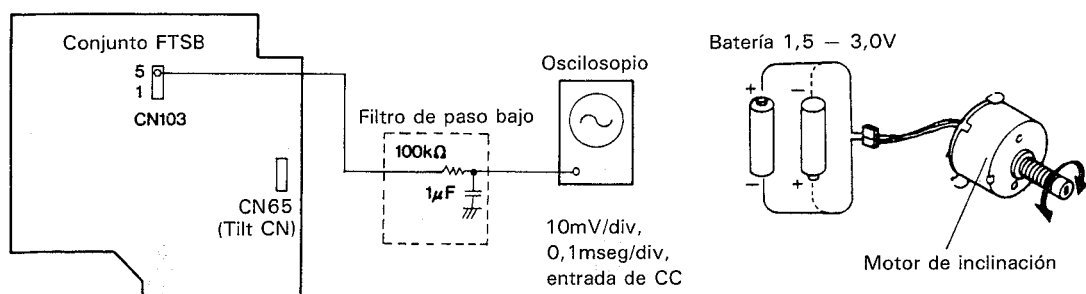 Conjunto FTSB
5
1
CN103
CN65
(Tilt CN)
Filtro de paso bajo
100kΩ
1μF
Oscilosopio
10mV/div,
0,1mseg/div,
entrada de CC
Batería 1,5 — 3,0V
+
−
−
+
Motor de inclinación